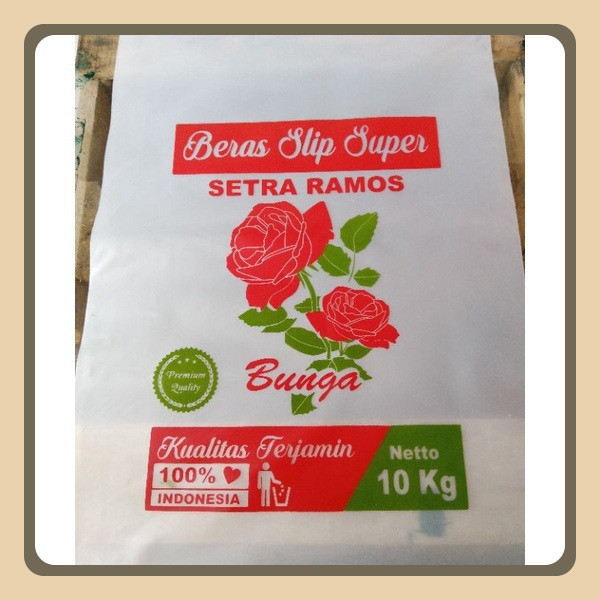 Beras Slip Super
SETRA RAMOS
Bunga
Premium
Quality
Kualitas Terjamin
100%
INDONESIA
Netto
10 Kg